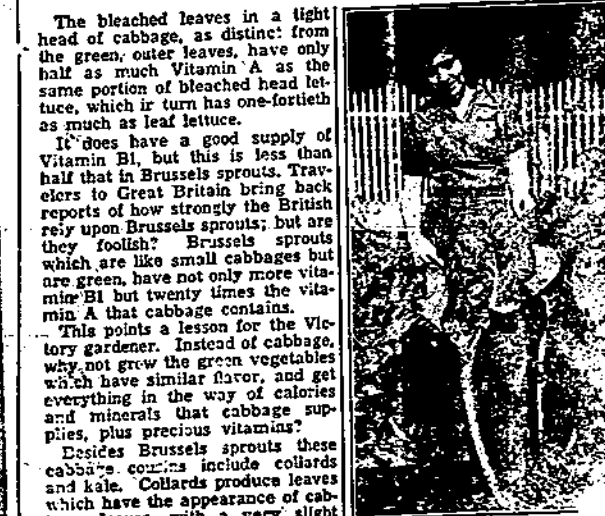 The bleached leaves in a tight
head of cabbage, as distinct from
the green, outer leaves, have only
half as much Vitamin A as the
same portion of bleached head let-
tuce, which ir turn has one-fortieth
as much as leaf lettuce.
It does have a good supply of
Vitamin B1, but this is less than
half that in Brussels sprouts. Trav-
elers to Great Britain bring back
reports of how strongly the British
rely upon Brussels sprouts; but are
they foolish? Brussels sprouts
which are like small cabbages but
are green, have not only more vita-
min B1 but twenty times the vita-
min A that cabbage contains.
This points a lesson for the Vic-
tory gardener. Instead of cabbage,
why not grow the green vegetables
which have similar flavor, and get
everything in the way of calories
and minerals that cabbage sup-
plies, plus precious vitamins?
Besides Brussels sprouts these
cabbage cousins include collards
and kale. Collards produce leaves
which have the appearance of cab-
with a very slight